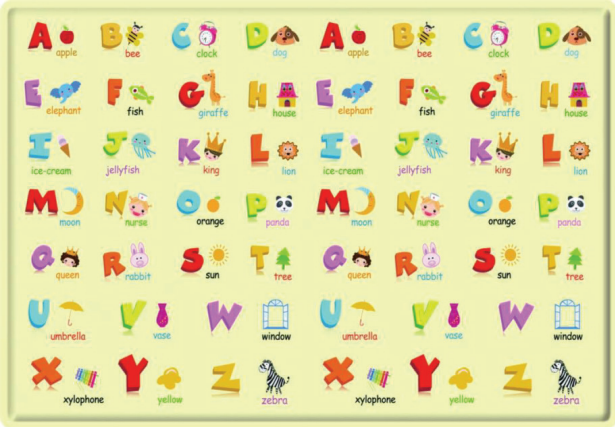 A apple B bee C clock D dog A apple B bee C clock D dog
E elephant F fish G giraffe H house E elephant F fish G giraffe H house
I ice-cream J jellyfish K king L lion I ice-cream J jellyfish K king L lion
M moon N nurse O orange P panda M moon N nurse O orange P panda
Q queen R rabbit S sun T tree Q queen R rabbit S sun T tree
U umbrella V vase W window U umbrella V vase W window
X xylophone Y yellow Z zebra X xylophone Y yellow Z zebra